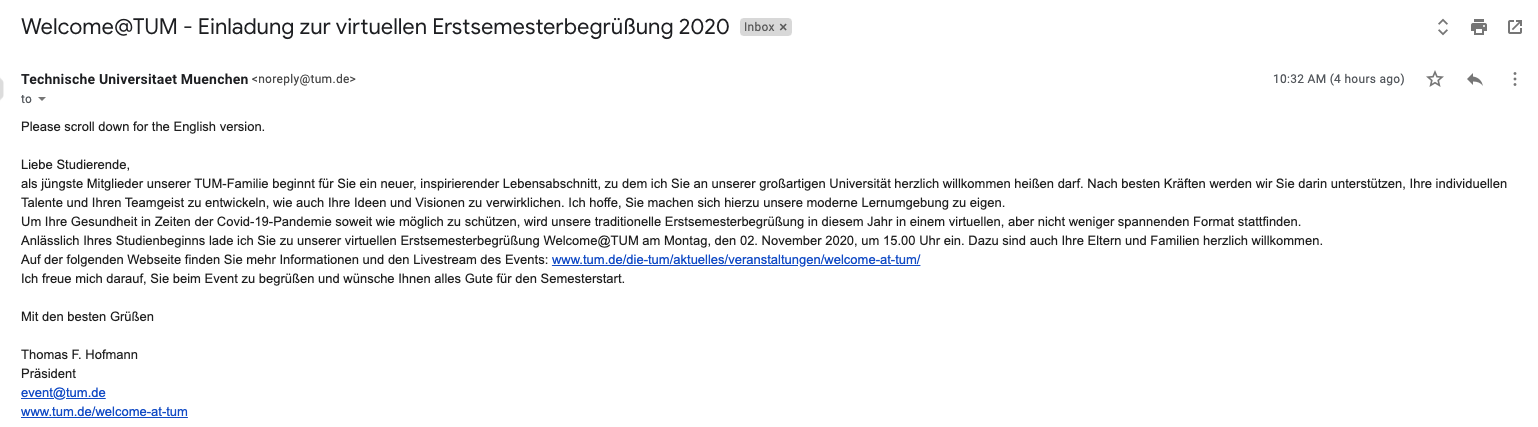 Welcome@TUM - Einladung zur virtuellen Erstsemesterbegrüßung 2020 Inbox ×
Technische Universitaet Muenchen <noreply@tum.de> 10:32 AM (4 hours ago)
to
Please scroll down for the English version.
Liebe Studierende,
als jüngste Mitglieder unserer TUM-Familie beginnt für Sie ein neuer, inspirierender Lebensabschnitt, zu dem ich Sie an unserer großartigen Universität herzlich willkommen heißen darf. Nach besten Kräften werden wir Sie darin unterstützen, Ihre individuellen
Talente und Ihren Teamgeist zu entwickeln, wie auch Ihre Ideen und Visionen zu verwirklichen. Ich hoffe, Sie machen sich hierzu unsere moderne Lernumgebung zu eigen.
Um Ihre Gesundheit in Zeiten der Covid-19-Pandemie soweit wie möglich zu schützen, wird unsere traditionelle Erstsemesterbegrüßung in diesem Jahr in einem virtuellen, aber nicht weniger spannenden Format stattfinden.
Anlässlich Ihres Studienbeginns lade ich Sie zu unserer virtuellen Erstsemesterbegrüßung Welcome@TUM am Montag, den 02. November 2020, um 15.00 Uhr ein. Dazu sind auch Ihre Eltern und Familien herzlich willkommen.
Auf der folgenden Webseite finden Sie mehr Informationen und den Livestream des Events: www.tum.de/die-tum/aktuelles/veranstaltungen/welcome-at-tum/
Ich freue mich darauf, Sie beim Event zu begrüßen und wünsche Ihnen alles Gute für den Semesterstart.
Mit den besten Grüßen
Thomas F. Hofmann
Präsident
event@tum.de
www.tum.de/welcome-at-tum